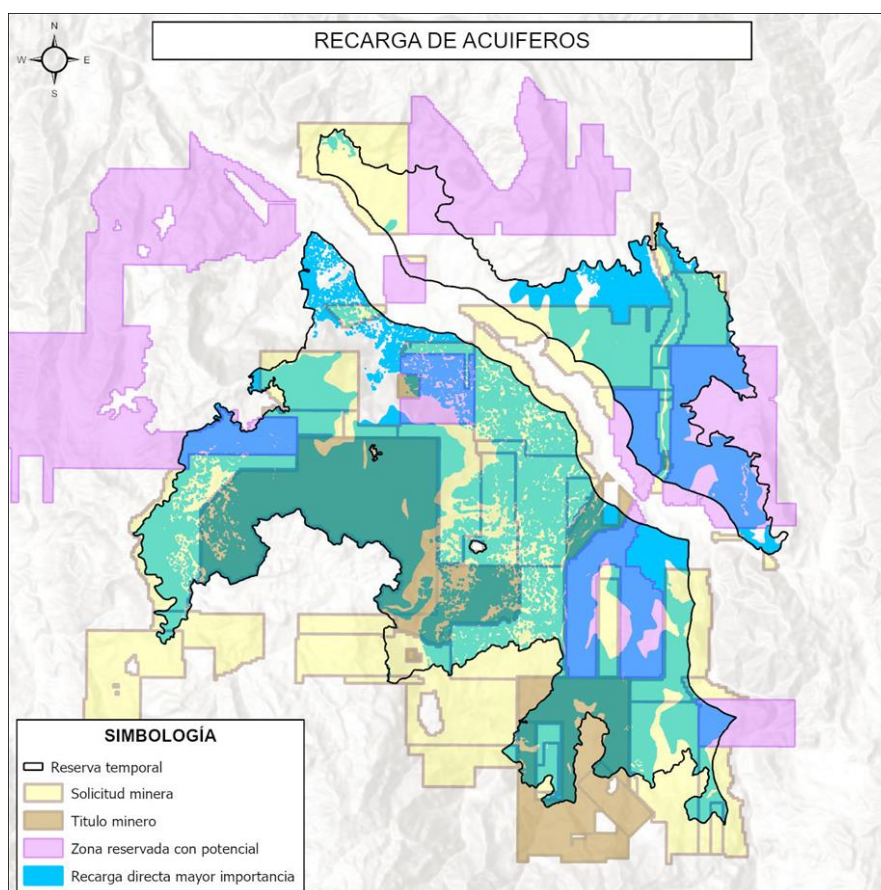 RECARGA DE ACUIFEROS
N
W E
S
SIMBOLOGÍA
Reserva temporal
Solicitud minera
Titulo minero
Zona reservada con potencial
Recarga directa mayor importancia